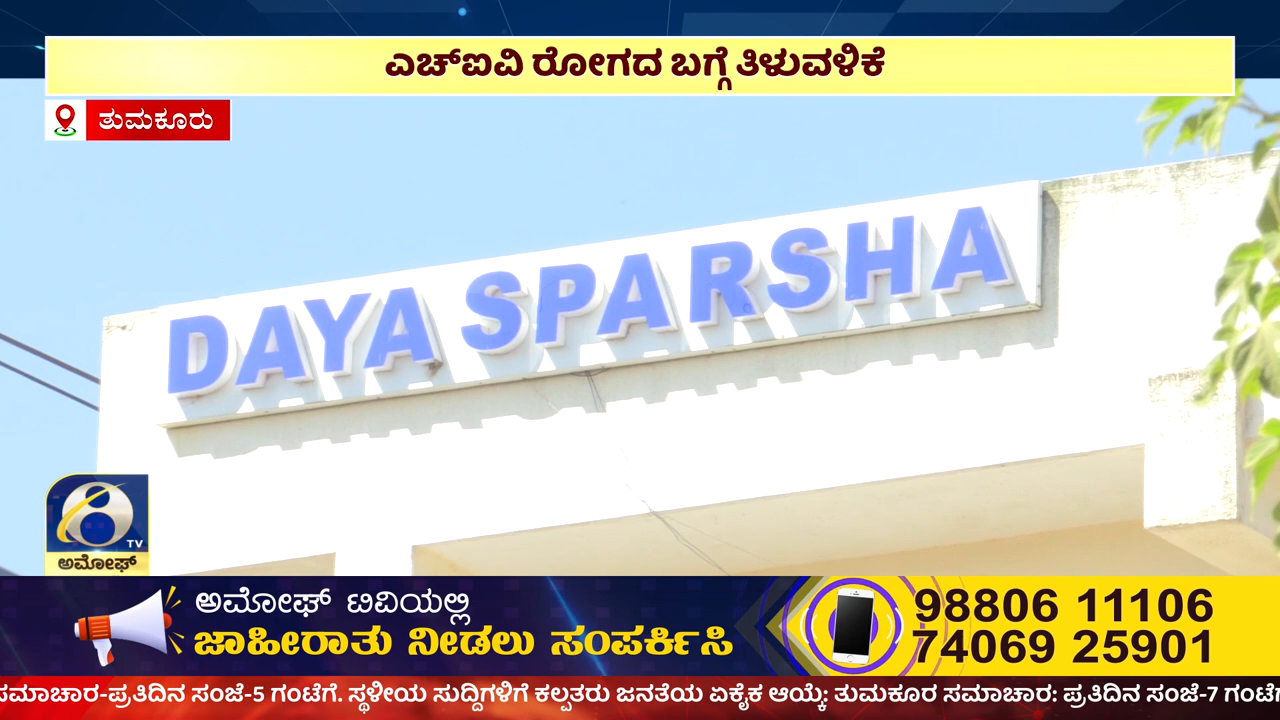 ಎಚ್‌ಐವಿ ರೋಗದ ಬಗ್ಗೆ ತಿಳುವಳಿಕೆ
ತುಮಕೂರು
DAYA SPARSHA
8
TV
ಅಮೋಘ್
ಅಮೋಘ್ ಟಿವಿಯಲ್ಲಿ
ಜಾಹೀರಾತು ನೀಡಲು ಸಂಪರ್ಕಿಸಿ
98806 11106
74069 25901
ಸಮಾಚಾರ-ಪ್ರತಿದಿನ ಸಂಜೆ-5 ಗಂಟೆಗೆ. ಸ್ಥಳೀಯ ಸುದ್ದಿಗಳಿಗೆ ಕಲ್ಪತರು ಜನತೆಯ ಏಕೈಕ ಆಯ್ಕೆ: ತುಮಕೂರ ಸಮಾಚಾರ: ಪ್ರತಿದಿನ ಸಂಜೆ-7 ಗಂಟೆಗೆ